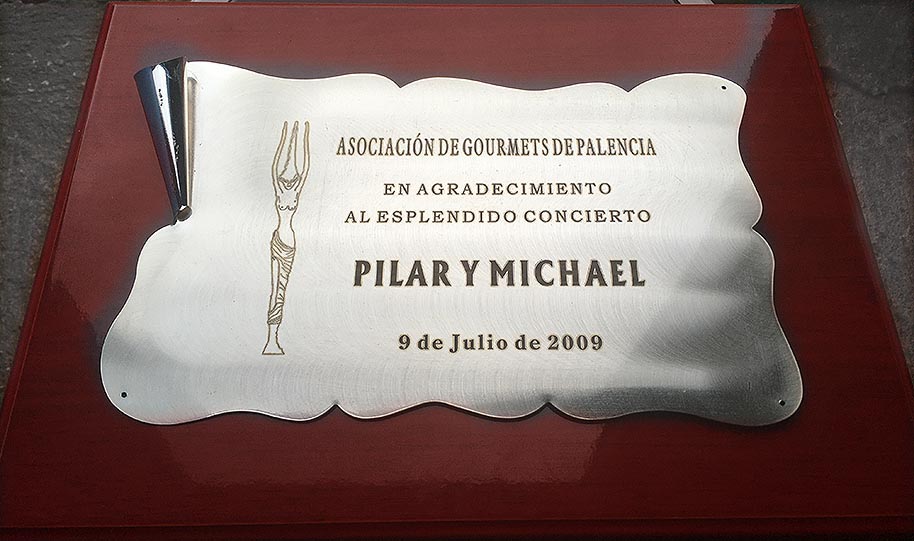 ASOCIACIÓN DE GOURMETS DE PALENCIA
EN AGRADECIMIENTO
AL ESPLENDIDO CONCIERTO
PILAR Y MICHAEL
9 de Julio de 2009